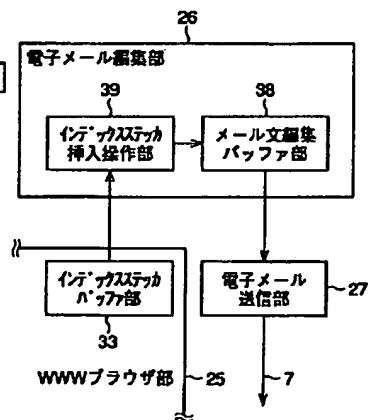 26
電子メール編集部
39
38
インデックスステッカ
挿入操作部
メール文編集
バッファ部
インデックスステッカ
バッファ部
電子メール
送信部
27
33
WWWブラウザ部
25
7